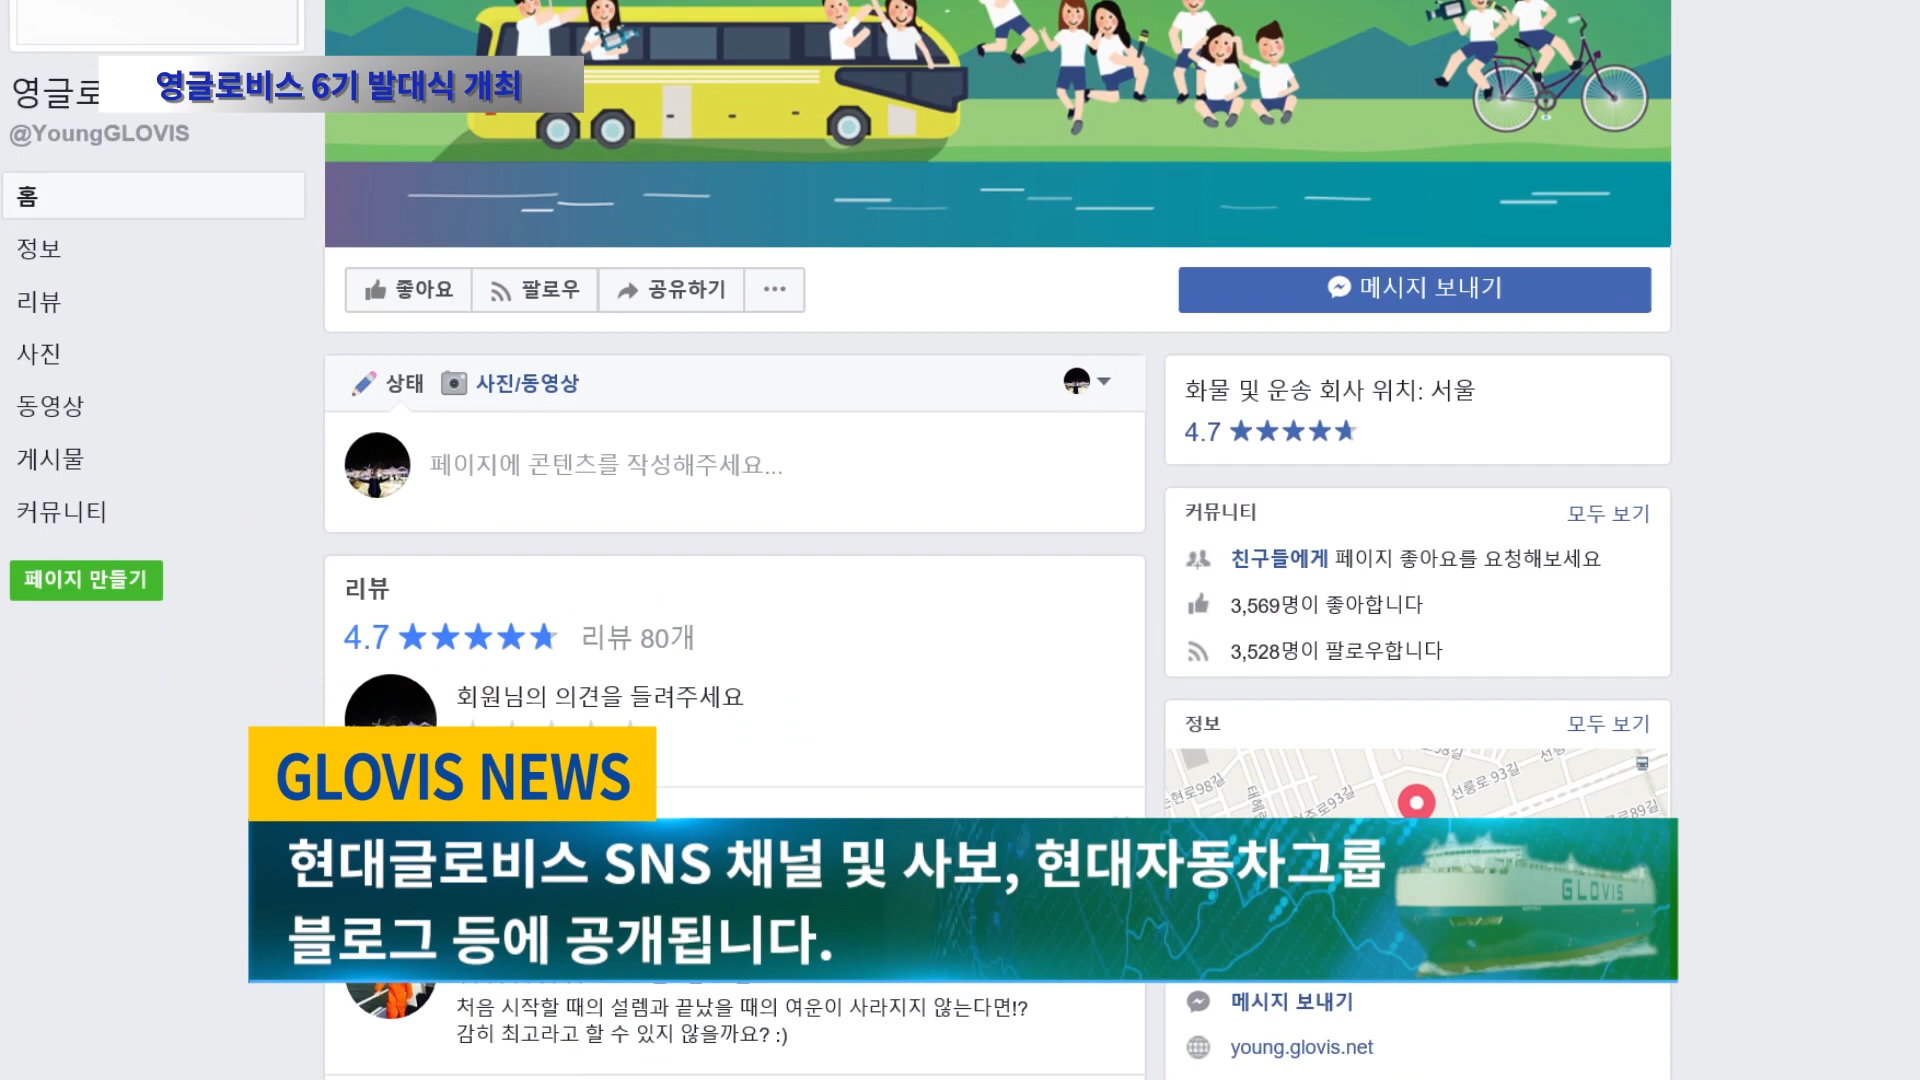 영글로
영글로비스 6기 발대식 개최
@YoungGLOVIS
홈
정보
리뷰
사진
동영상
게시물
커뮤니티
페이지 만들기
좋아요
팔로우
공유하기
메시지 보내기
상태
사진/동영상
페이지에 콘텐츠를 작성해주세요...
리뷰
4.7
리뷰 80개
회원님의 의견을 들려주세요
화물 및 운송 회사 위치: 서울
4.7
커뮤니티
모두 보기
친구들에게 페이지 좋아요를 요청해보세요
3,569명이 좋아합니다
3,528명이 팔로우합니다
정보
모두 보기
선릉로 93길
GLOVIS NEWS
현대글로비스 SNS 채널 및 사보, 현대자동차그룹
블로그 등에 공개됩니다.
GLOVIS
처음 시작할 때의 설렘과 끝났을 때의 여운이 사라지지 않는다면!?
감히 최고라고 할 수 있지 않을까요? :)
메시지 보내기
young.glovis.net